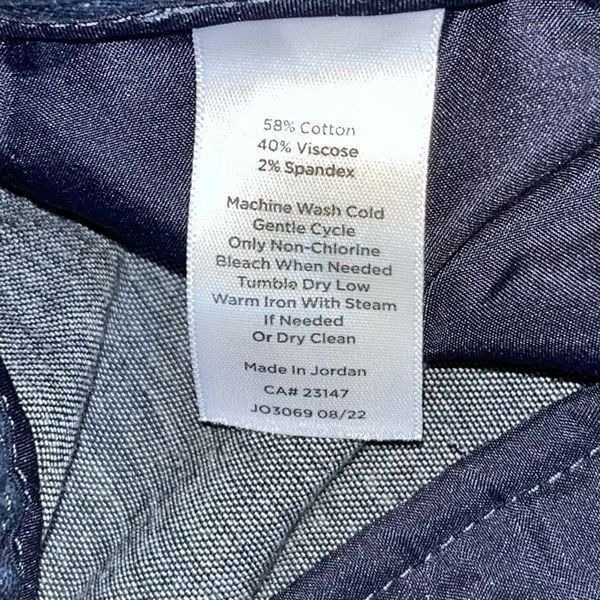 58% Cotton
40% Viscose
2% Spandex
Machine Wash Cold
Gentle Cycle
Only Non-Chlorine
Bleach When Needed
Tumble Dry Low
Warm Iron With Steam
If Needed
Or Dry Clean
Made In Jordan
CA# 23147
JO3069 08/22